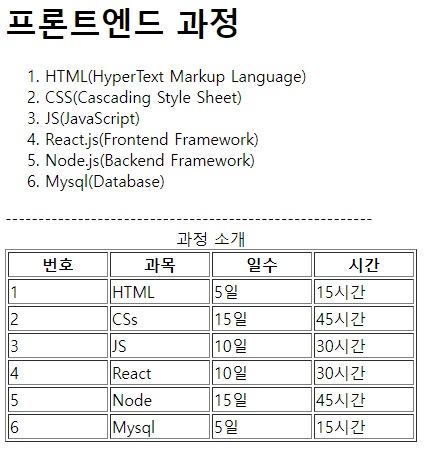 프론트엔드 과정
1. HTML(HyperText Markup Language)
2. CSS(Cascading Style Sheet)
3. JS(JavaScript)
4. React.js(Frontend Framework)
5. Node.js(Backend Framework)
6. Mysql(Database)
--------------------------------------------------------
과정 소개
번호 과목 일수 시간
1 HTML 5일 15시간
2 CSs 15일 45시간
3 JS 10일 30시간
4 React 10일 30시간
5 Node 15일 45시간
6 Mysql 5일 15시간